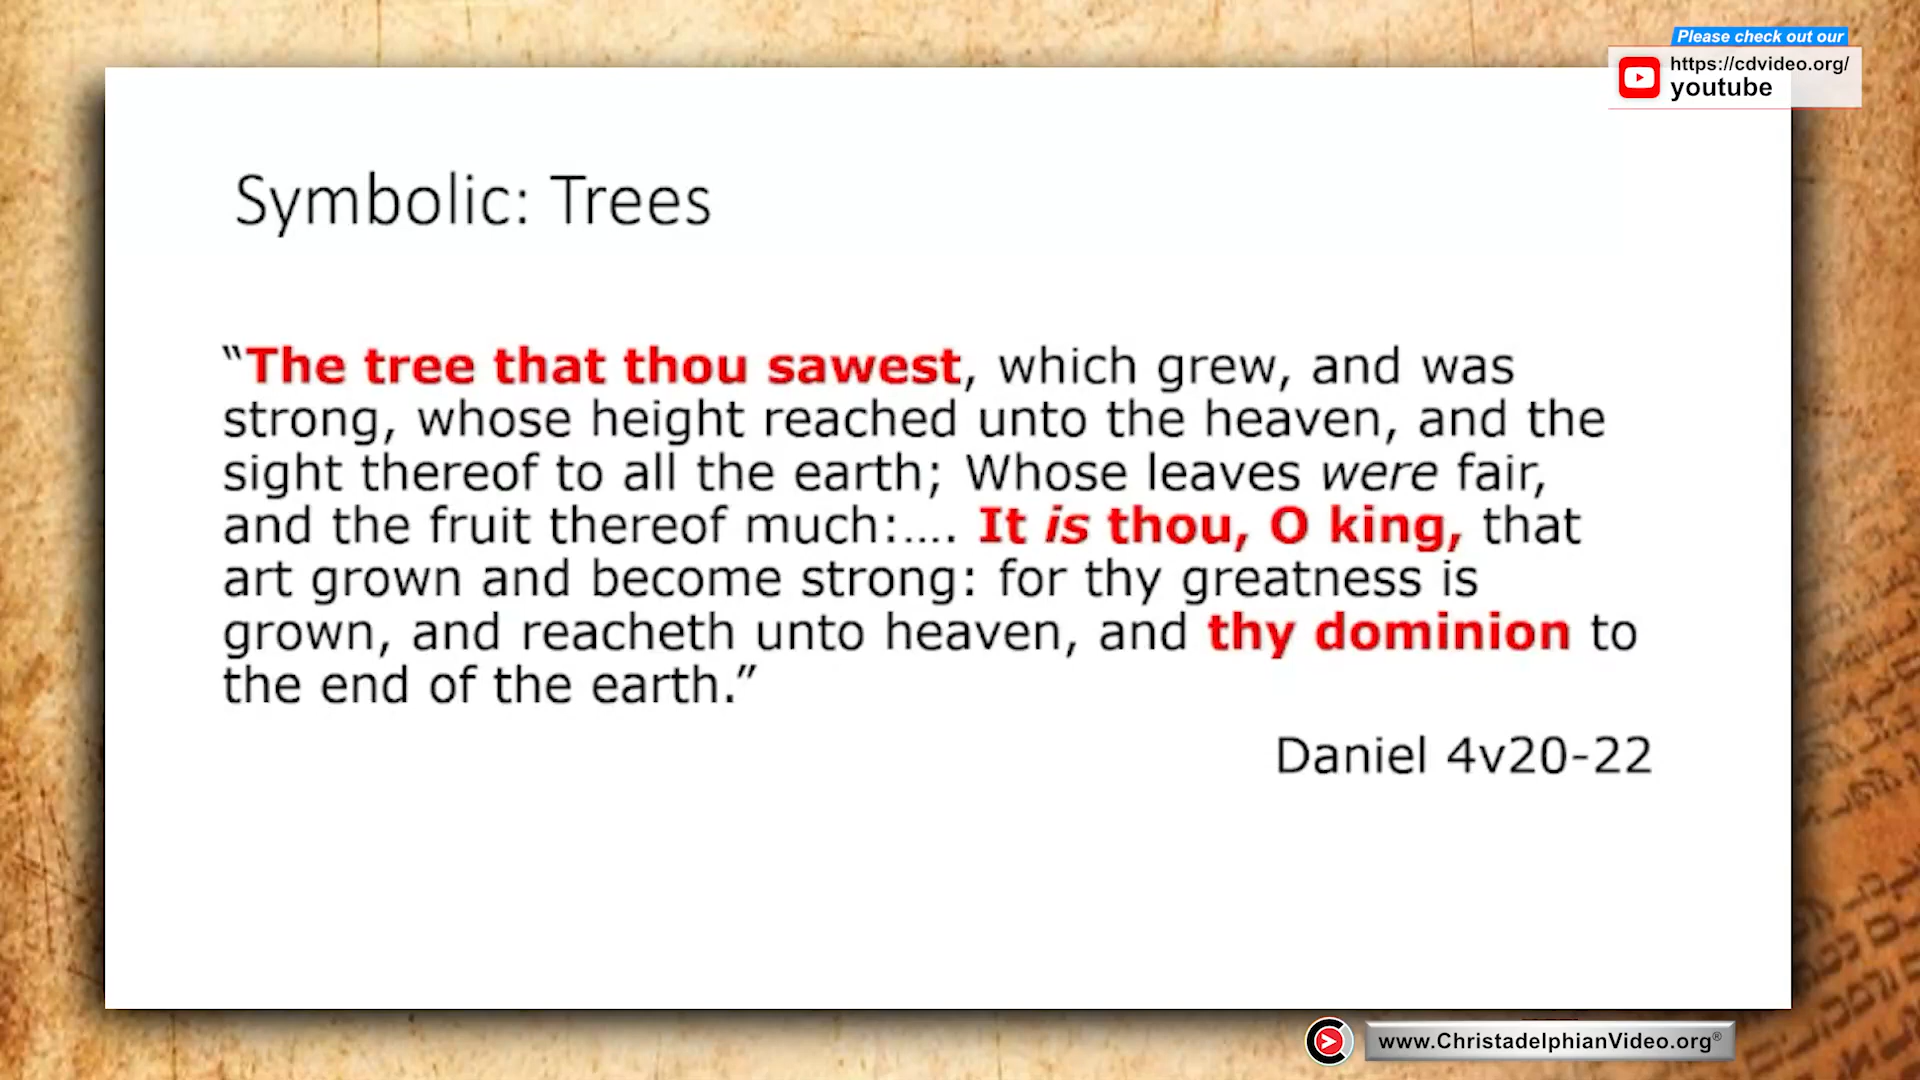 Please check out our
https://cdvideo.org/
youtube
Symbolic: Trees
“The tree that thou sawest, which grew, and was
strong, whose height reached unto the heaven, and the
sight thereof to all the earth; Whose leaves were fair,
and the fruit thereof much:.... It is thou, O king, that
art grown and become strong: for thy greatness is
grown, and reacheth unto heaven, and thy dominion to
the end of the earth.”
Daniel 4v20-22
www.ChristadelphianVideo.org®